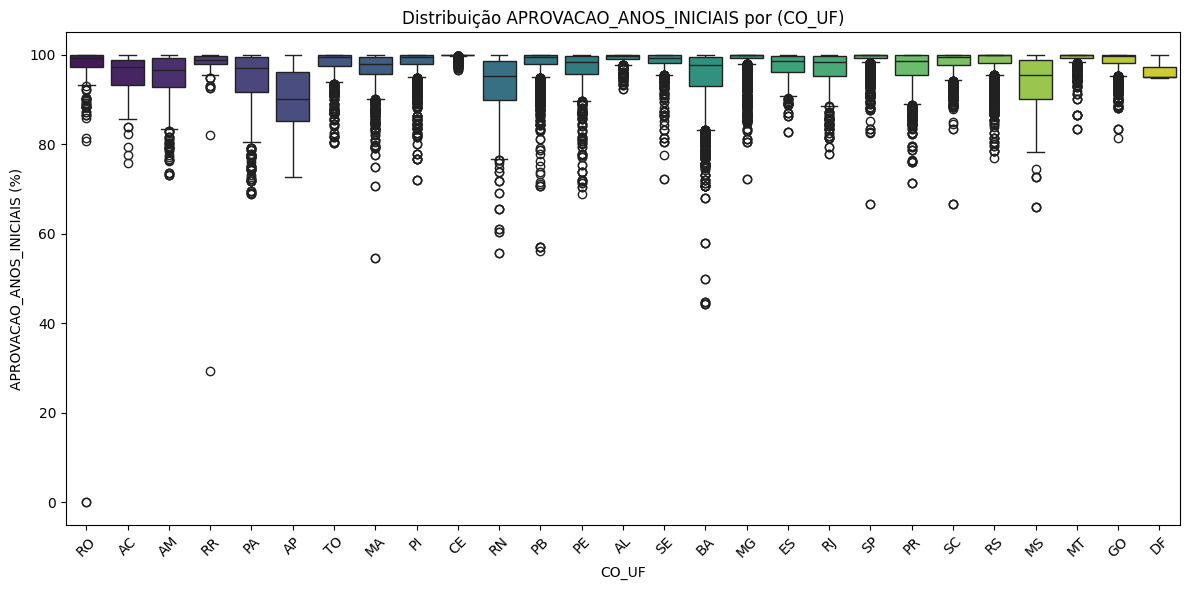 Distribuição APROVACAO_ANOS_INICIAIS por (CO_UF)
APROVACAO_ANOS_INICIAIS (%)
100
80
60
40
20
0
RO AC AM RR PA AP TO MA PI CE RN PB PE AL SE BA MG ES RJ SP PR SC RS MS MT GO DF
CO_UF